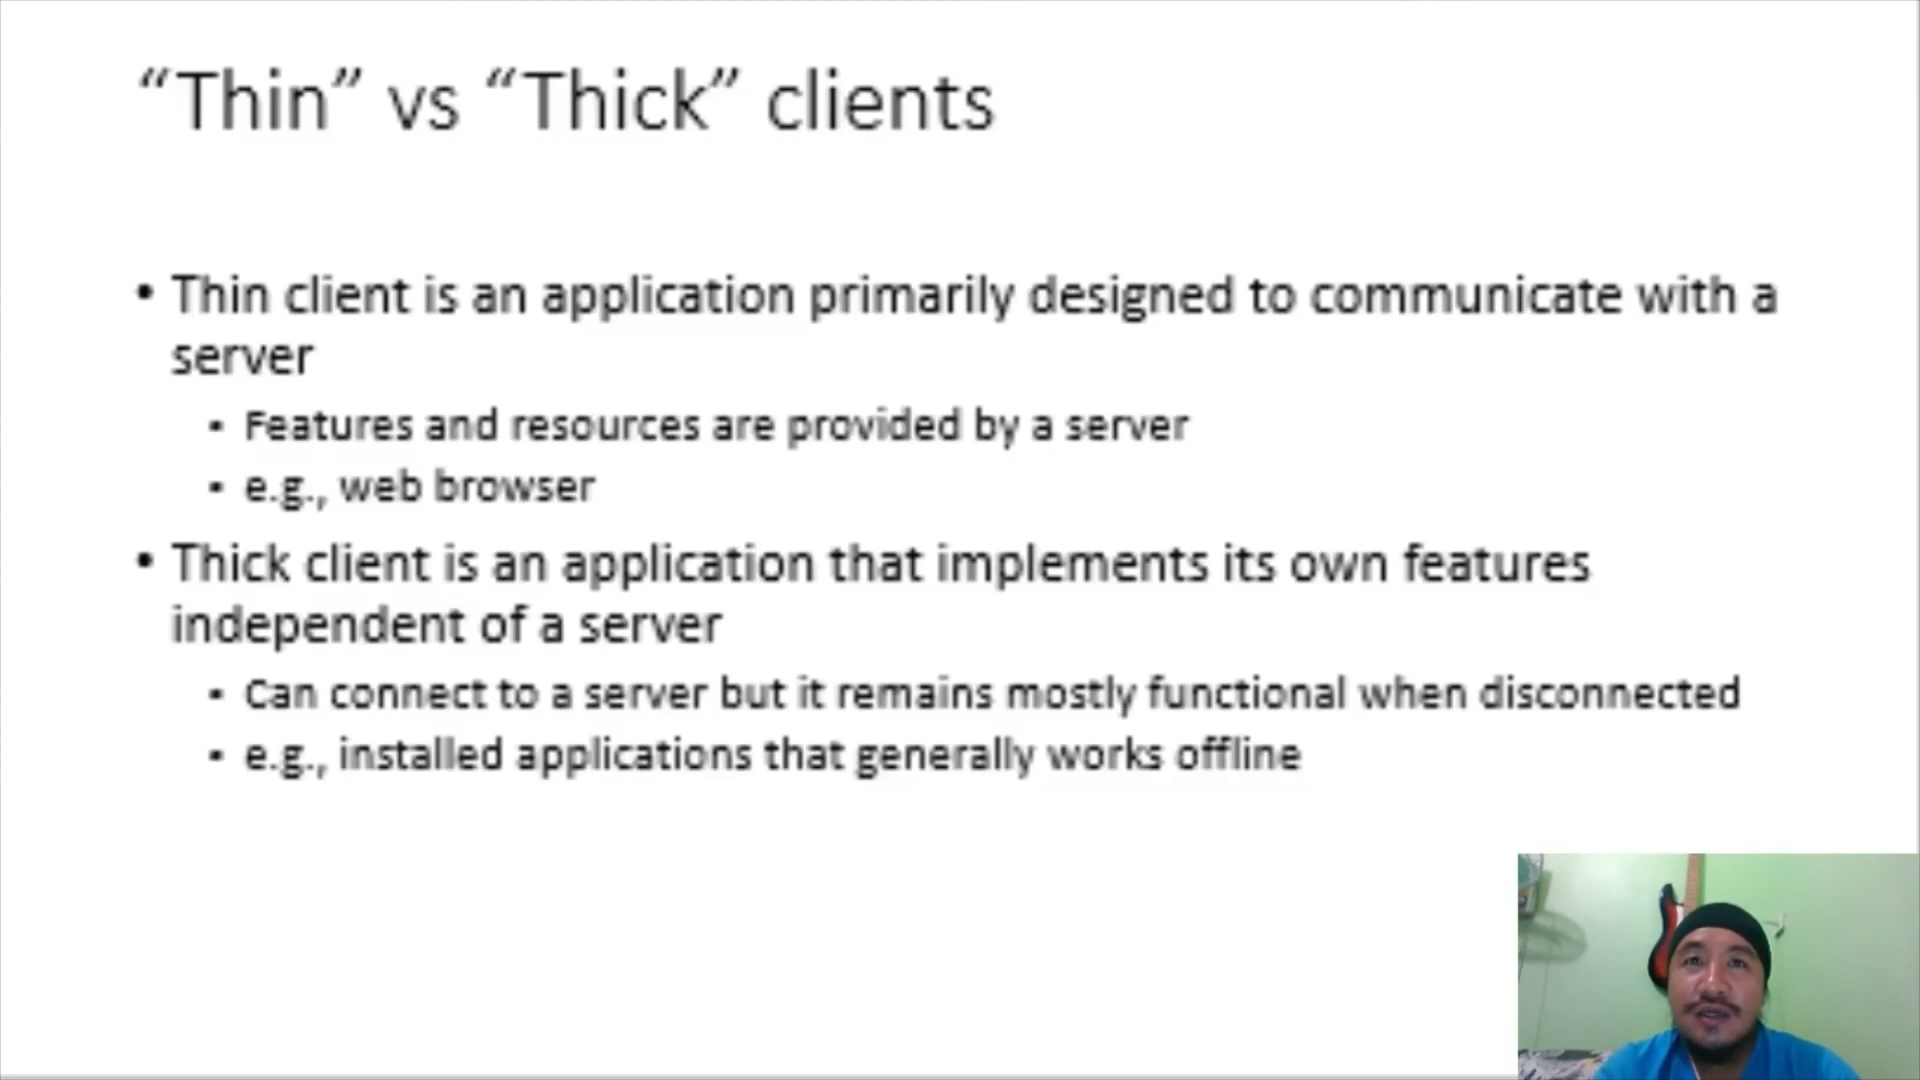 “Thin” vs “Thick” clients
• Thin client is an application primarily designed to communicate with a
server
▪ Features and resources are provided by a server
▪ e.g., web browser
• Thick client is an application that implements its own features
independent of a server
▪ Can connect to a server but it remains mostly functional when disconnected
▪ e.g., installed applications that generally works offline